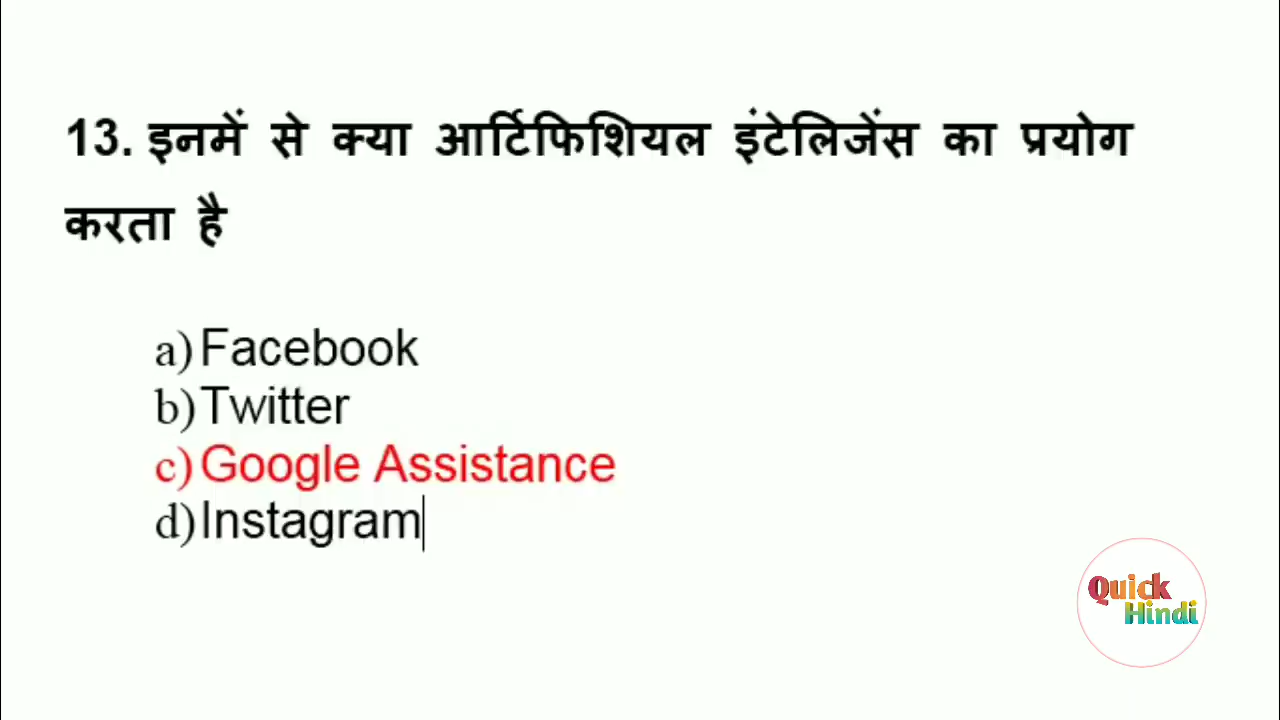 13. इनमें से क्या आर्टिफिशियल इंटेलिजेंस का प्रयोग
करता है
a) Facebook
b) Twitter
c) Google Assistance
d) Instagram
Quick
Hindi